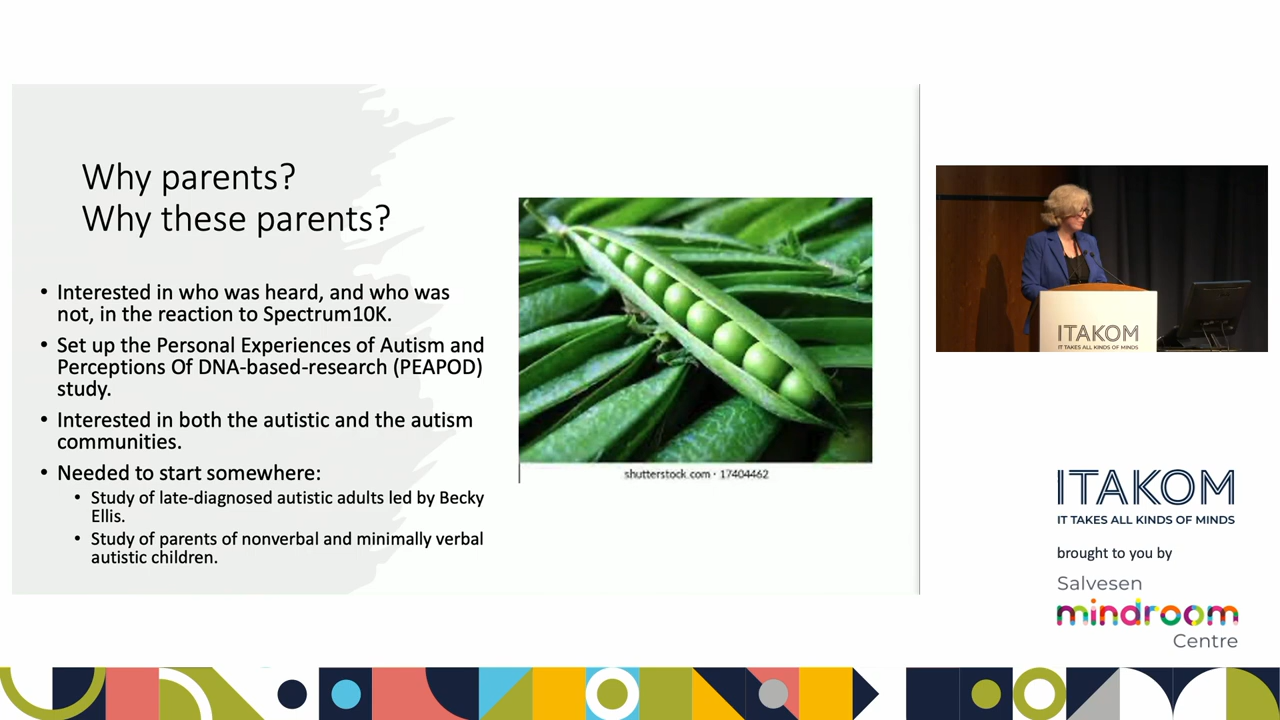 Why parents?
Why these parents?
• Interested in who was heard, and who was
not, in the reaction to Spectrum10K.
• Set up the Personal Experiences of Autism and
Perceptions Of DNA-based-research (PEAPOD)
study.
• Interested in both the autistic and the autism
communities.
• Needed to start somewhere:
• Study of late-diagnosed autistic adults led by Becky
Ellis.
• Study of parents of nonverbal and minimally verbal
autistic children.
shutterstock.com · 17404462
ITAKOM
IT TAKES ALL KINDS OF MINDS
ITAKOM
IT TAKES ALL KINDS OF MINDS
brought to you by
Salvesen
mindroom
Centre